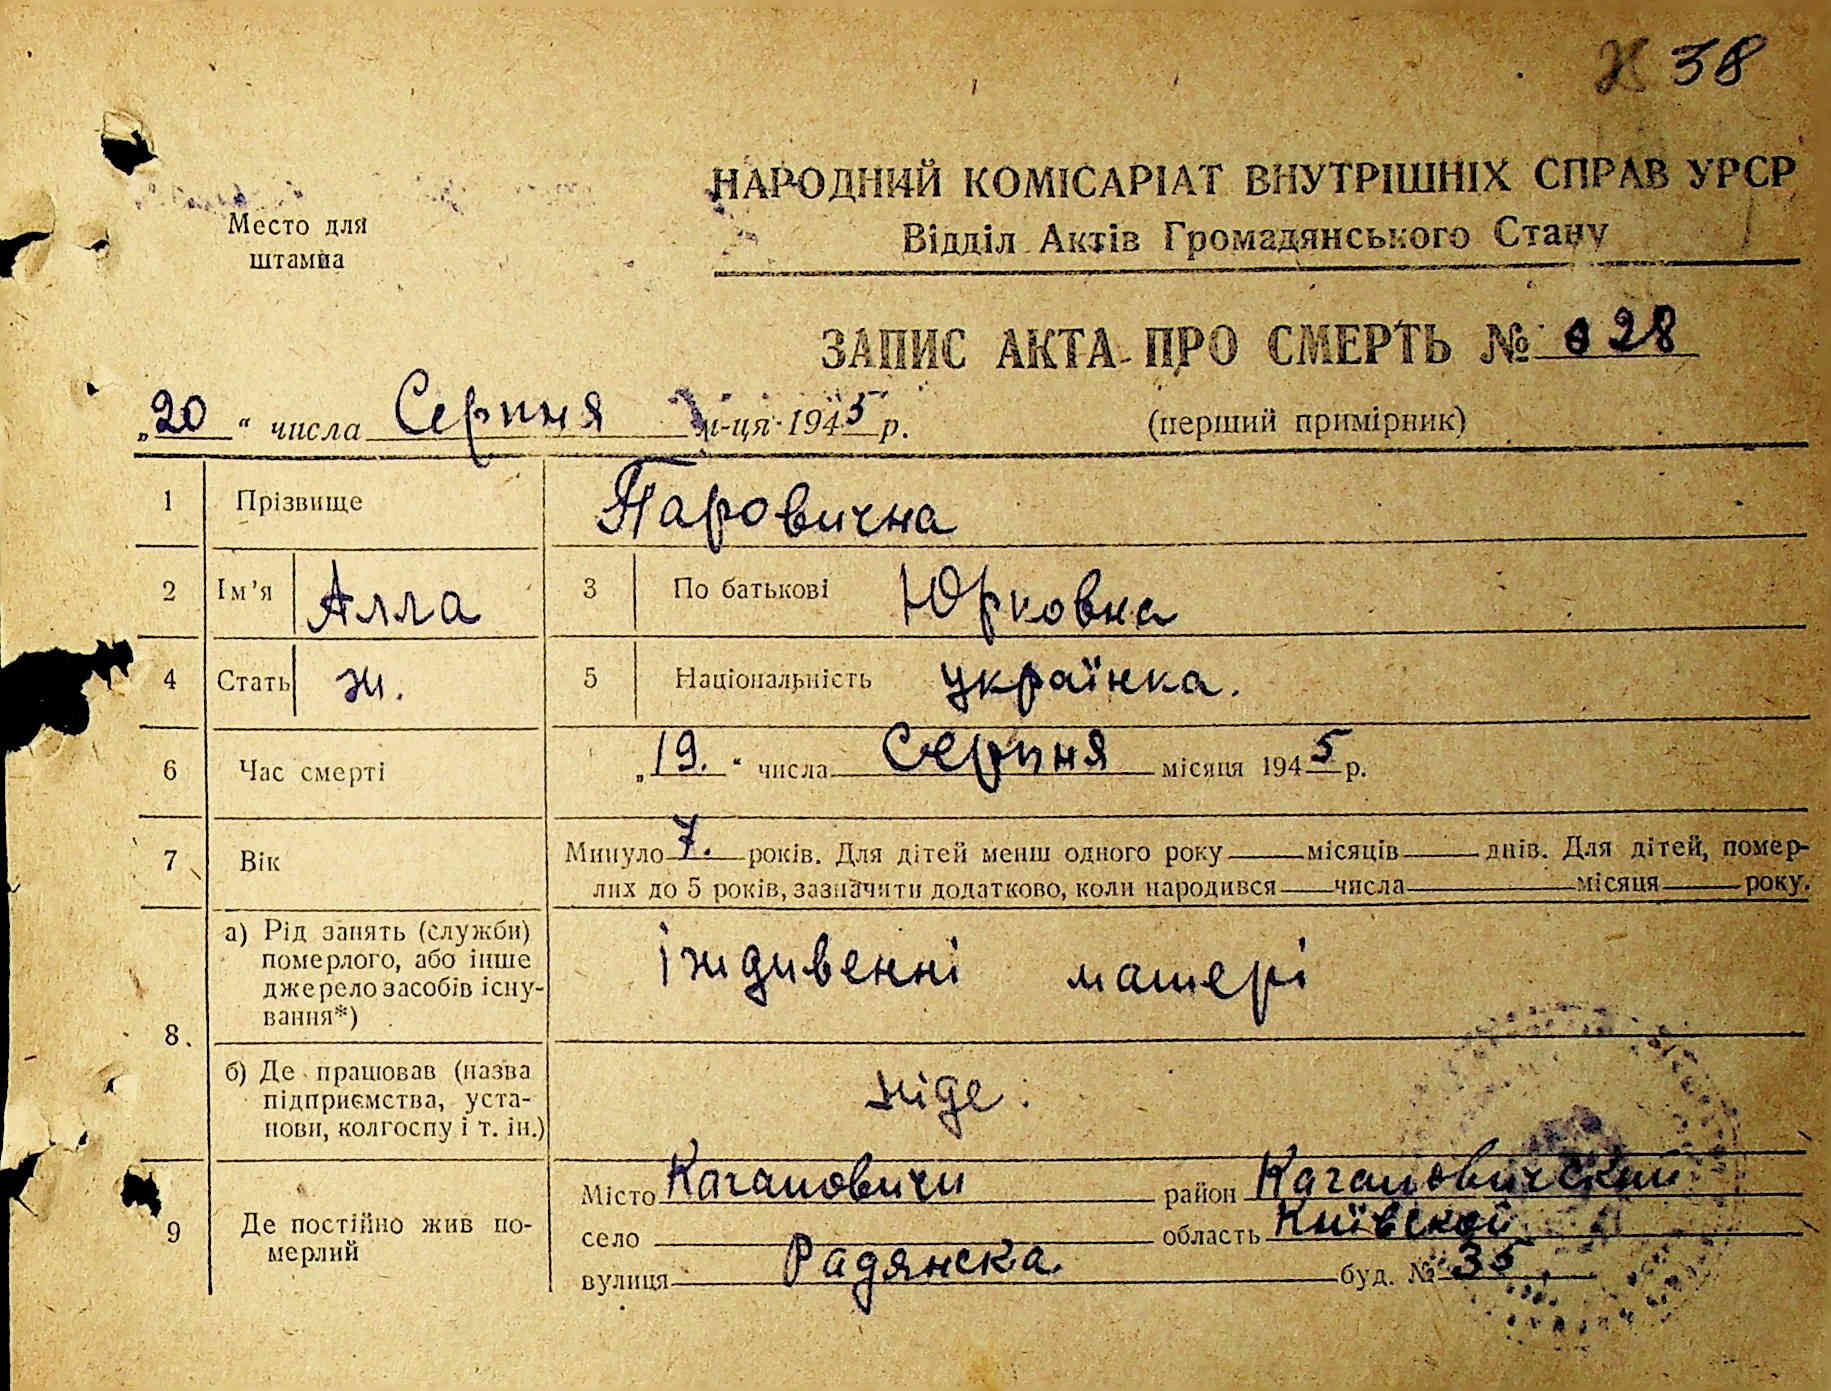 38
НАРОДНИЙ КОМІСАРІАТ ВНУТРІШНІХ СПРАВ УРСР
Відділ Актів Громадянського Стану
Место для
штампа
ЗАПИС АКТА ПРО СМЕРТЬ № 028
„20“ числа Серпня м-ця 1945 р.
(перший примірник)
1 Прізвище Паровична
2 Ім’я Алла 3 По батькові Юрковна
4 Стать ж. 5 Національність українка.
6 Час смерті „19.“ числа Серпня місяця 1945 р.
7 Вік Минуло 7. років. Для дітей менш одного року місяців днів. Для дітей, помер-
лих до 5 років, зазначити додатково, коли народився числа місяця року.
8. а) Рід занять (служби)
померлого, або інше
джерело засобів існу-
вання*)
іждивенні матері
б) Де працював (назва
підприємства, уста-
нови, колгоспу і т. ін.)
ніде.
9 Де постійно жив по-
мерлий
Місто Кагановичи район Кагановичский
село область Київской
вулиця Радянска. буд. № 35